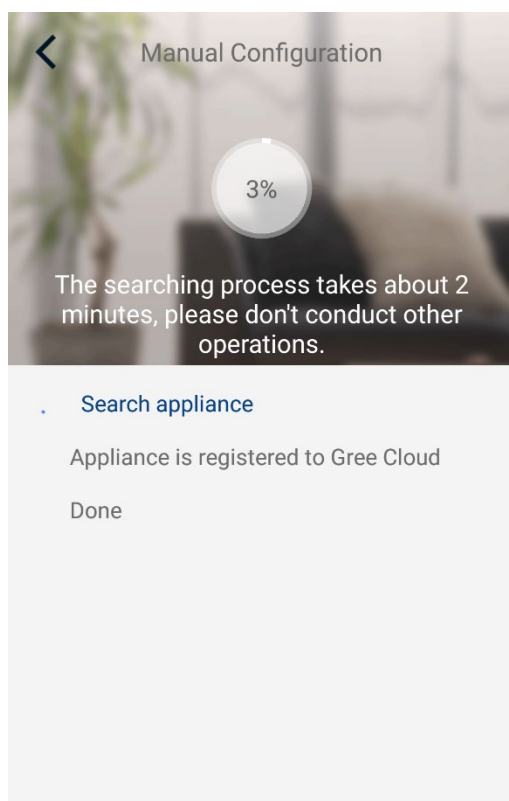 Manual Configuration
3%
The searching process takes about 2
minutes, please don't conduct other
operations.
Search appliance
Appliance is registered to Gree Cloud
Done